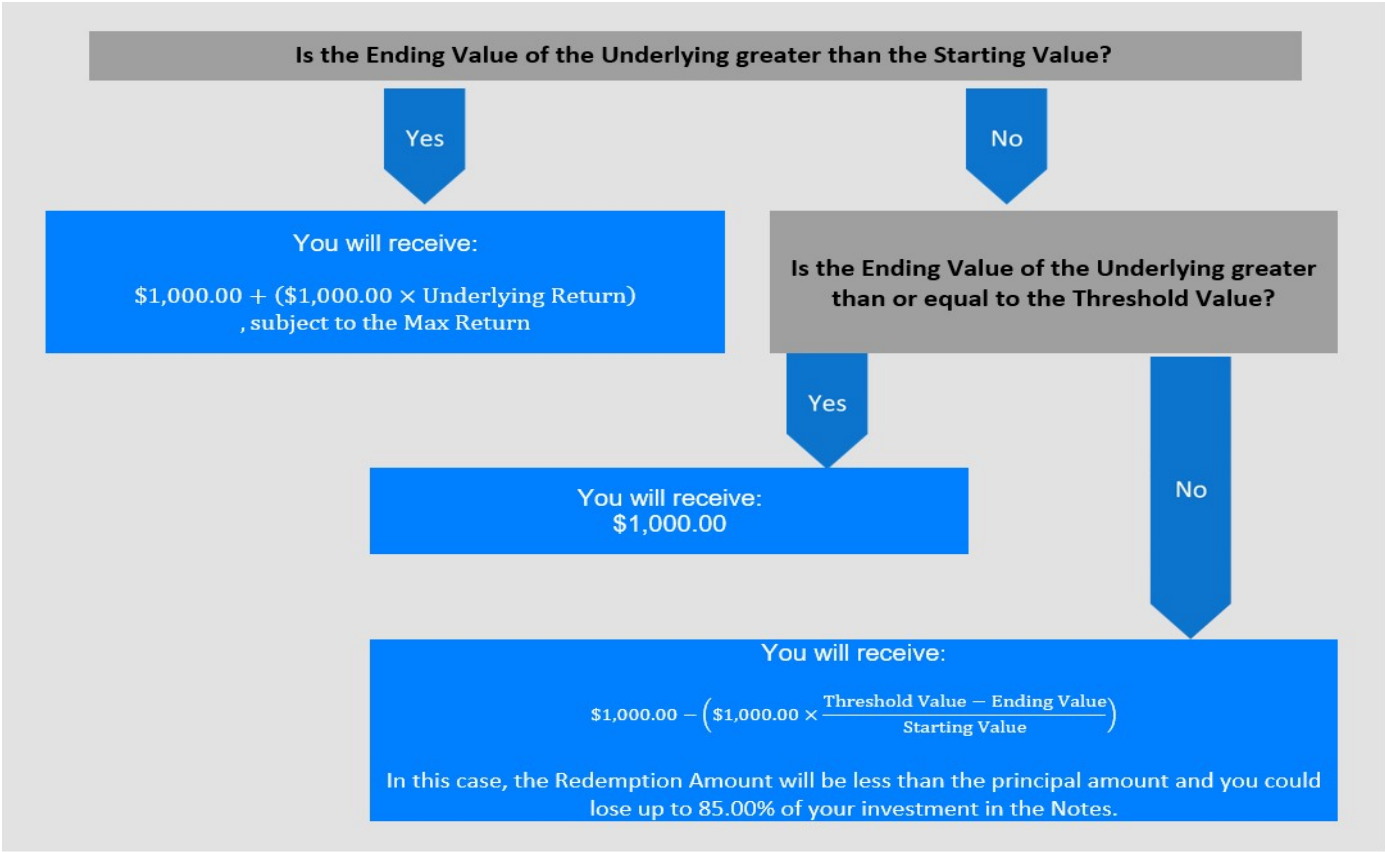 Is the Ending Value of the Underlying greater than the Starting Value?
Yes
No
You will receive:
$1,000.00 + ($1,000.00 × Underlying Return)
, subject to the Max Return
Is the Ending Value of the Underlying greater
than or equal to the Threshold Value?
Yes
No
You will receive:
$1,000.00
You will receive:
$1,000.00 − ($1,000.00 × (Threshold Value − Ending Value) / Starting Value)
In this case, the Redemption Amount will be less than the principal amount and you could
lose up to 85.00% of your investment in the Notes.